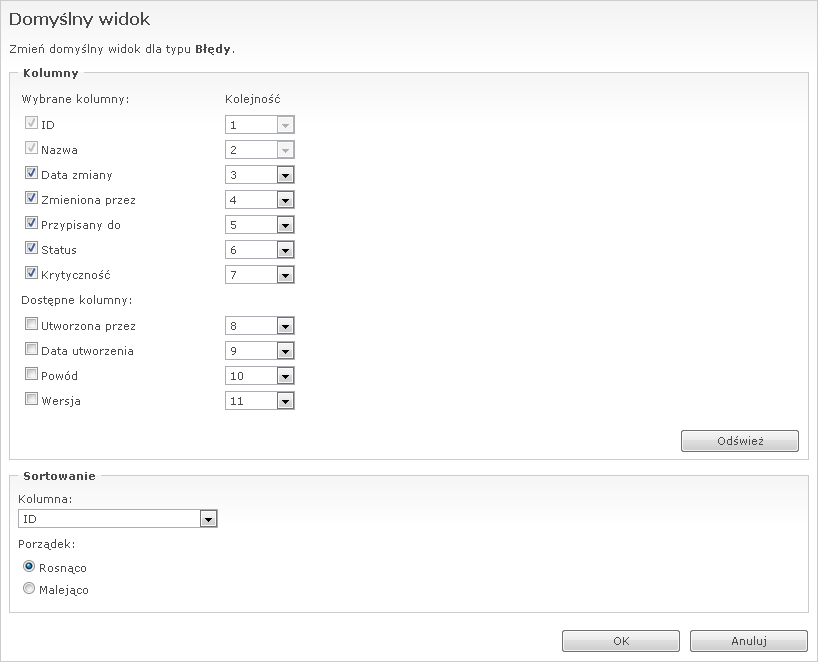 Domyślny widok
Zmień domyślny widok dla typu Błędy.
Kolumny
Wybrane kolumny: Kolejność
ID 1
Nazwa 2
Data zmiany 3
Zmieniona przez 4
Przypisany do 5
Status 6
Krytyczność 7
Dostępne kolumny:
Utworzona przez 8
Data utworzenia 9
Powód 10
Wersja 11
Odśwież
Sortowanie
Kolumna:
ID
Porządek:
Rosnąco
Malejąco
OK Anuluj